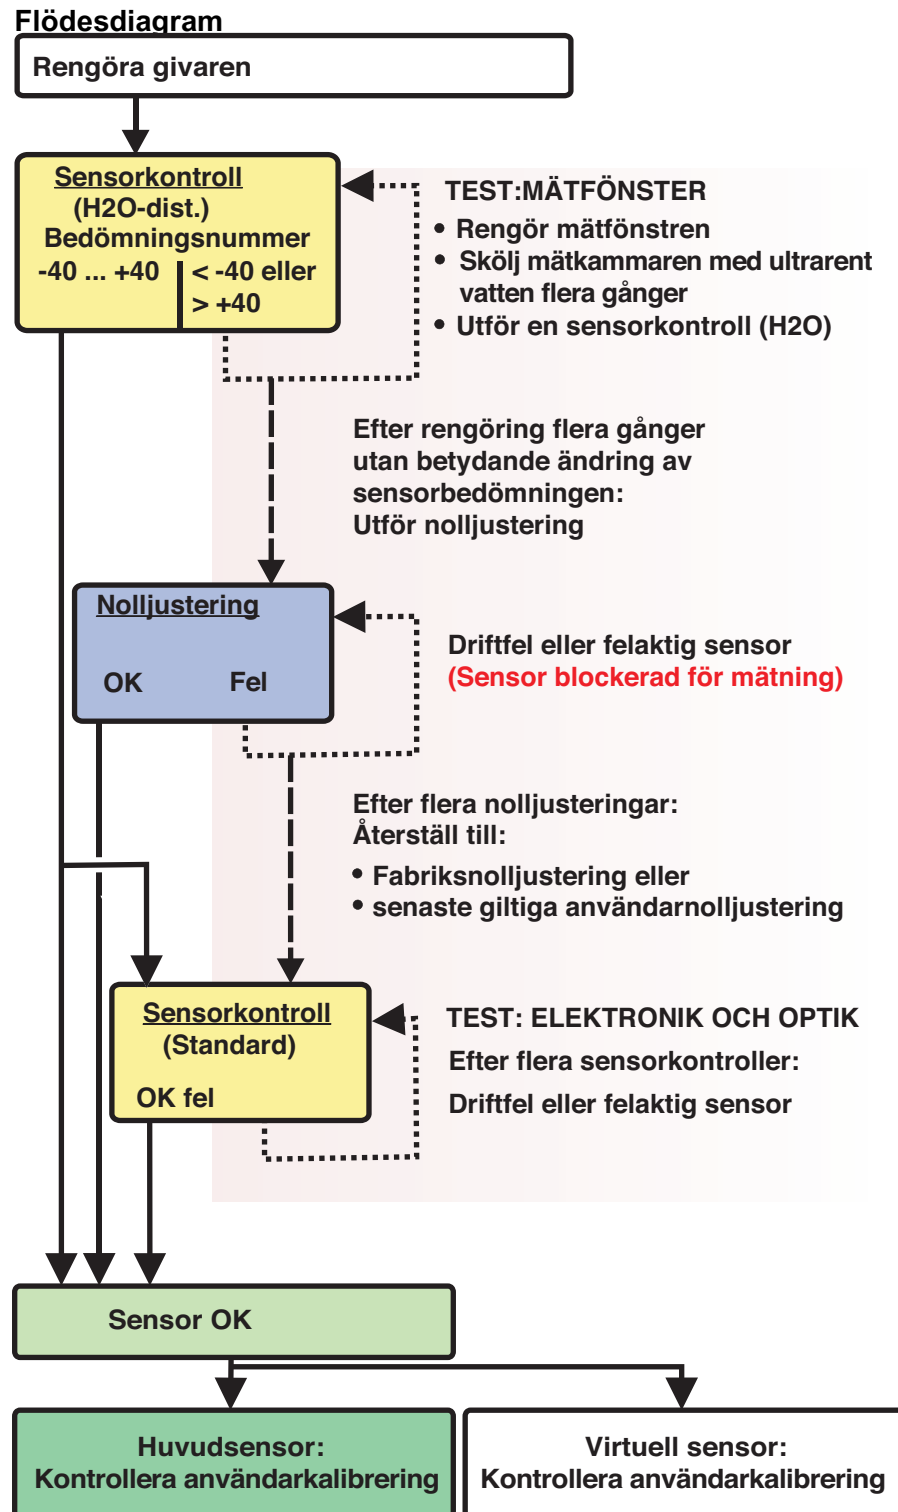 Flödesdiagram
Rengöra givaren
Sensorkontroll
(H2O-dist.)
Bedömningsnummer
-40 ... +40
< -40 eller
> +40
TEST:MÄTFÖNSTER
• Rengör mätfönstren
• Skölj mätkammaren med ultrarent
vatten flera gånger
• Utför en sensorkontroll (H2O)
Efter rengöring flera gånger
utan betydande ändring av
sensorbedömningen:
Utför nolljustering
Nolljustering
OK Fel
Driftfel eller felaktig sensor
(Sensor blockerad för mätning)
Efter flera nolljusteringar:
Återställ till:
• Fabriksnolljustering eller
• senaste giltiga användarnolljustering
Sensorkontroll
(Standard)
OK fel
TEST: ELEKTRONIK OCH OPTIK
Efter flera sensorkontroller:
Driftfel eller felaktig sensor
Sensor OK
Huvudsensor:
Kontrollera användarkalibrering
Virtuell sensor:
Kontrollera användarkalibrering